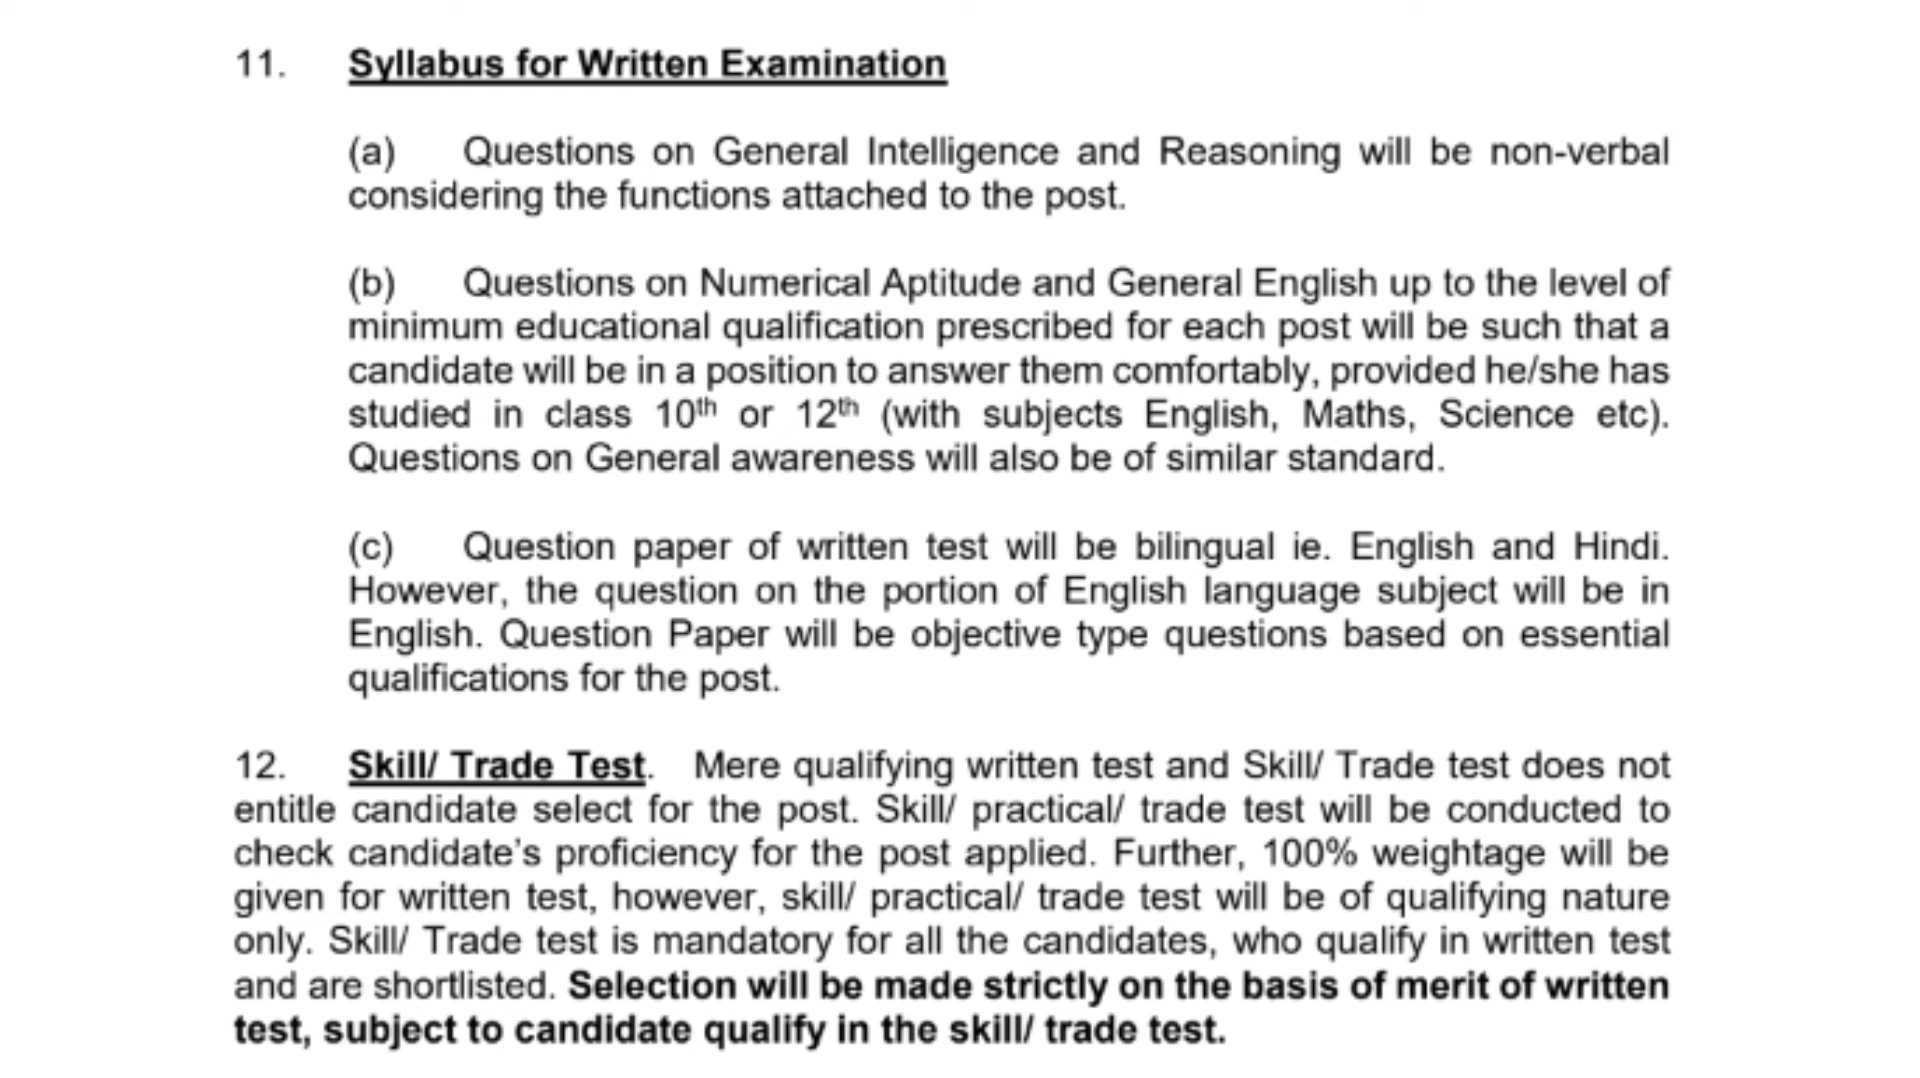 11. Syllabus for Written Examination
(a) Questions on General Intelligence and Reasoning will be non-verbal
considering the functions attached to the post.
(b) Questions on Numerical Aptitude and General English up to the level of
minimum educational qualification prescribed for each post will be such that a
candidate will be in a position to answer them comfortably, provided he/she has
studied in class 10th or 12th (with subjects English, Maths, Science etc).
Questions on General awareness will also be of similar standard.
(c) Question paper of written test will be bilingual ie. English and Hindi.
However, the question on the portion of English language subject will be in
English. Question Paper will be objective type questions based on essential
qualifications for the post.
12. Skill/ Trade Test. Mere qualifying written test and Skill/ Trade test does not
entitle candidate select for the post. Skill/ practical/ trade test will be conducted to
check candidate’s proficiency for the post applied. Further, 100% weightage will be
given for written test, however, skill/ practical/ trade test will be of qualifying nature
only. Skill/ Trade test is mandatory for all the candidates, who qualify in written test
and are shortlisted. Selection will be made strictly on the basis of merit of written
test, subject to candidate qualify in the skill/ trade test.